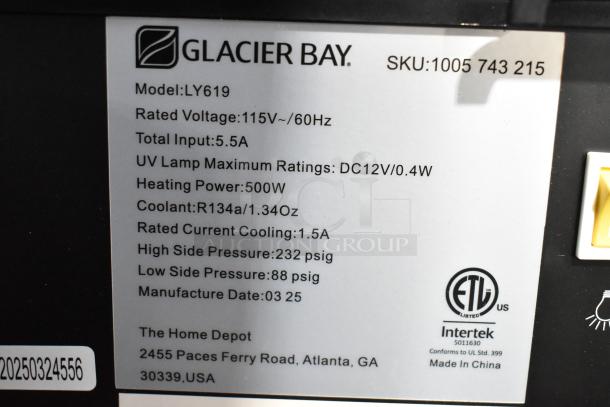 GLACIER BAY.
SKU:1005 743 215
Model:LY619
Rated Voltage:115V~/60Hz
Total Input:5.5A
UV Lamp Maximum Ratings: DC12V/0.4W
Heating Power:500W
Coolant:R134a/1.34Oz
Rated Current Cooling:1.5A
High Side Pressure:232 psig
Low Side Pressure:88 psig
Manufacture Date:03 25
rci
AUCTION GROUP
ETL
LISTED
US
Intertek
5011630
Conforms to UL Std. 399
Made In China
The Home Depot
2455 Paces Ferry Road, Atlanta, GA
30339,USA
20250324556